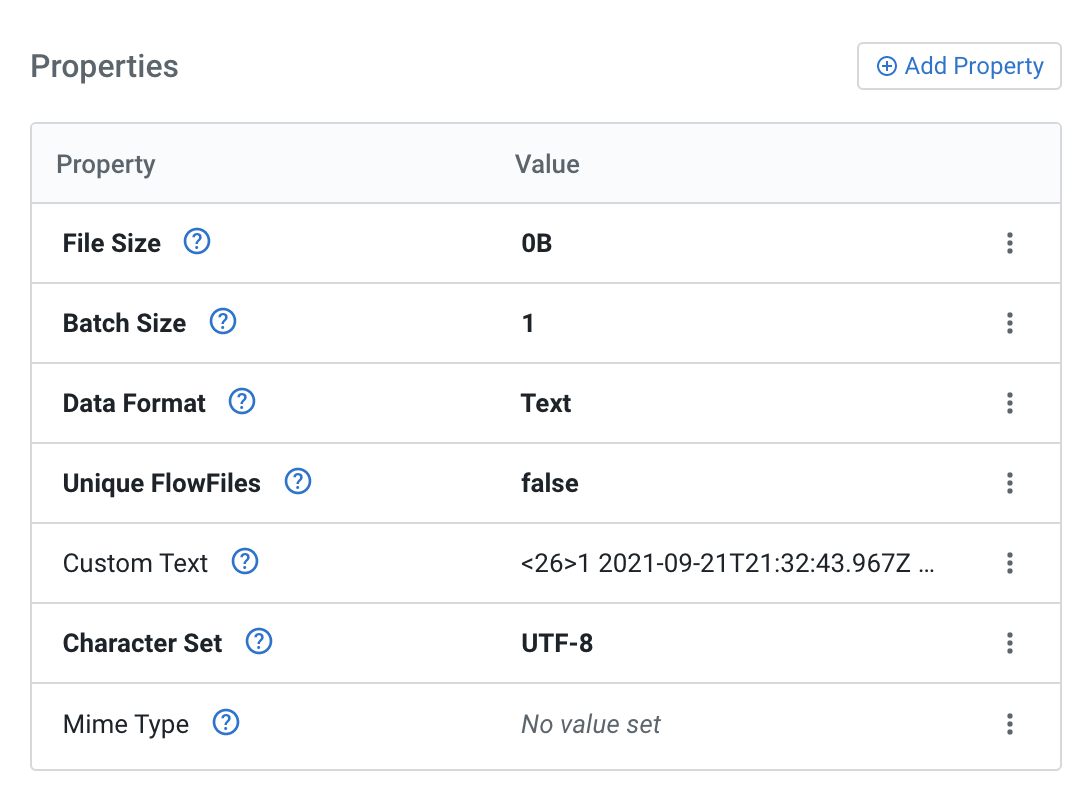 Properties
Add Property
Property Value
File Size 0B
Batch Size 1
Data Format Text
Unique FlowFiles false
Custom Text <26>1 2021-09-21T21:32:43.967Z ...
Character Set UTF-8
Mime Type No value set